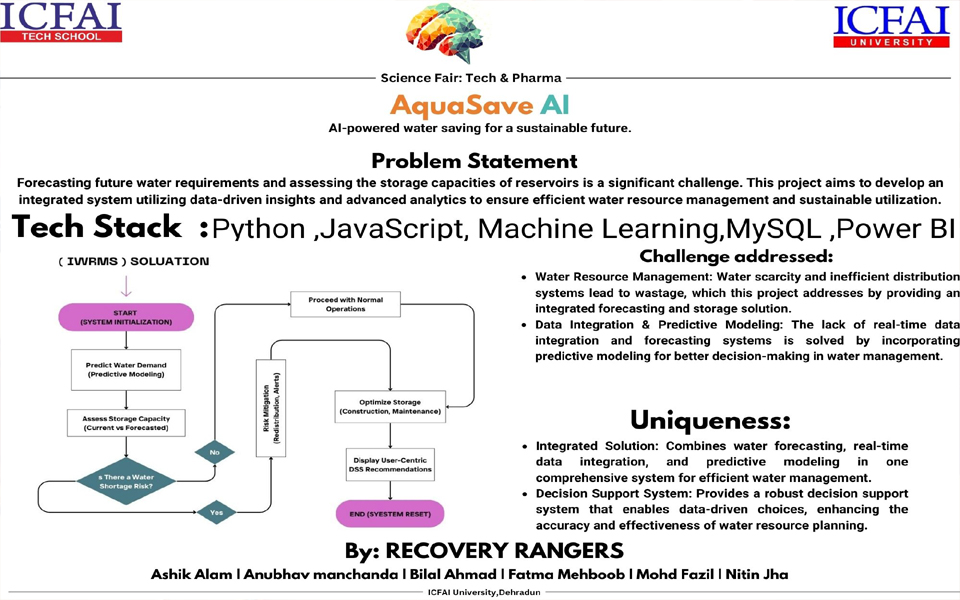 ICFAI
TECH SCHOOL
ICFAI
UNIVERSITY
Science Fair: Tech & Pharma
AquaSave AI
AI-powered water saving for a sustainable future.
Problem Statement
Forecasting future water requirements and assessing the storage capacities of reservoirs is a significant challenge. This project aims to develop an
integrated system utilizing data-driven insights and advanced analytics to ensure efficient water resource management and sustainable utilization.
Tech Stack :Python ,JavaScript, Machine Learning,MySQL ,Power BI
( IWRMS ) SOLUATION
START
(SYSTEM INITIALIZATION)
Predict Water Demand
(Predictive Modeling)
Assess Storage Capacity
(Current vs Forecasted)
s There a Water
Shortage Risk?
No
Yes
Risk Mitigation
(Redistribution, Alerts)
Proceed with Normal
Operations
Optimize Storage
(Construction, Maintenance)
Display User-Centric
DSS Recommendations
END (SYESTEM RESET)
Challenge addressed:
• Water Resource Management: Water scarcity and inefficient distribution
systems lead to wastage, which this project addresses by providing an
integrated forecasting and storage solution.
• Data Integration & Predictive Modeling: The lack of real-time data
integration and forecasting systems is solved by incorporating
predictive modeling for better decision-making in water management.
Uniqueness:
• Integrated Solution: Combines water forecasting, real-time
data integration, and predictive modeling in one
comprehensive system for efficient water management.
• Decision Support System: Provides a robust decision support
system that enables data-driven choices, enhancing the
accuracy and effectiveness of water resource planning.
By: RECOVERY RANGERS
Ashik Alam | Anubhav manchanda | Bilal Ahmad | Fatma Mehboob | Mohd Fazil | Nitin Jha
ICFAI University,Dehradun